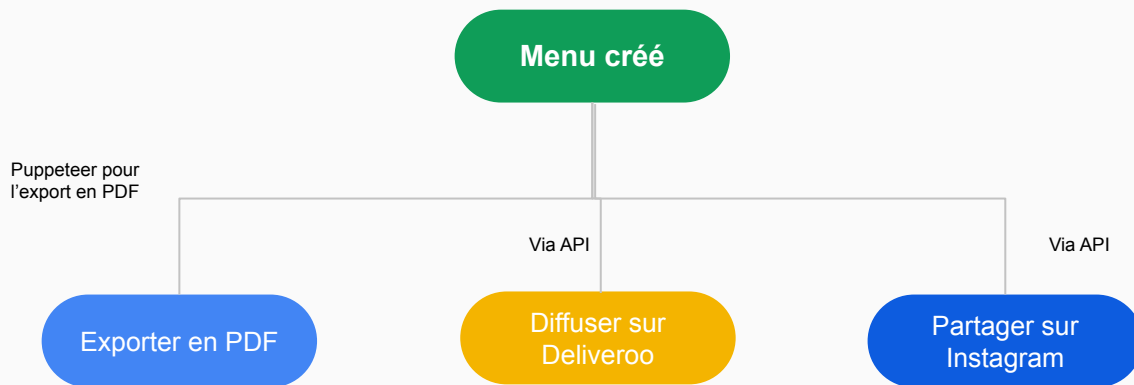 Menu créé
Puppeteer pour
l'export en PDF
Via API
Via API
Exporter en PDF
Diffuser sur
Deliveroo
Partager sur
Instagram